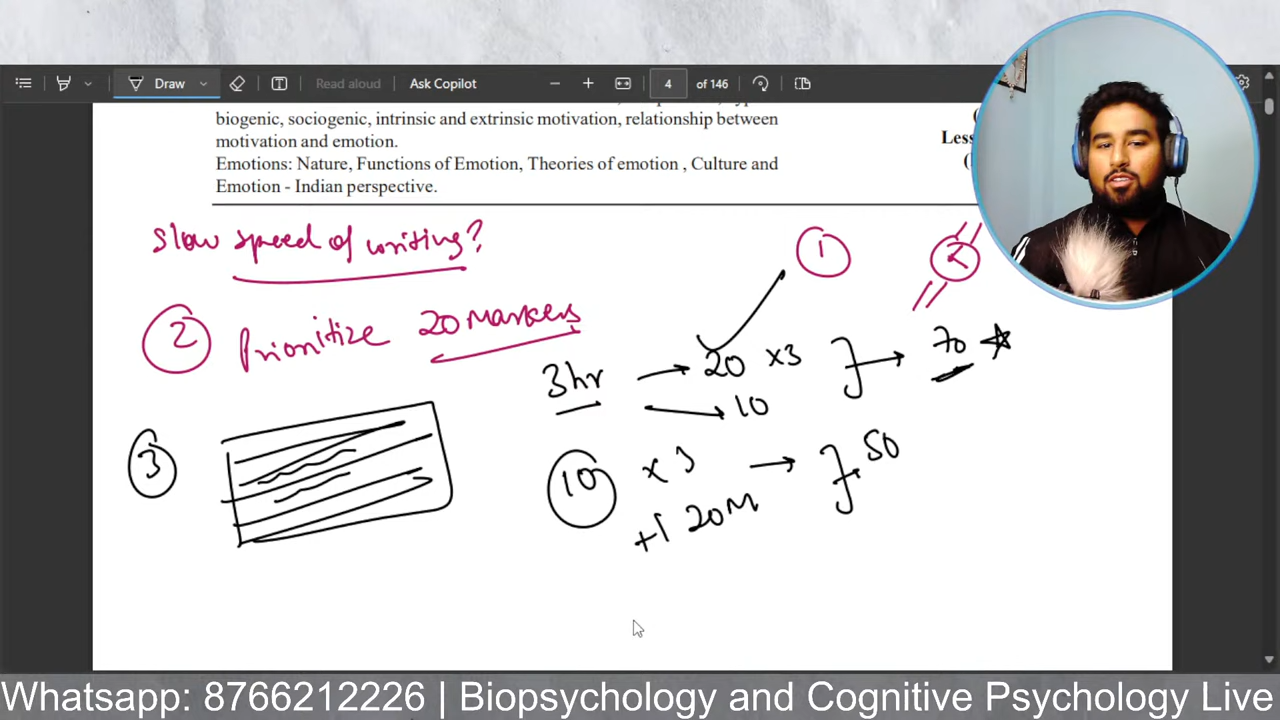 Draw
Read aloud
Ask Copilot
4
of 146
biogenic, sociogenic, intrinsic and extrinsic motivation, relationship between
motivation and emotion.
Emotions: Nature, Functions of Emotion, Theories of emotion , Culture and
Emotion - Indian perspective.
Less
slow speed of writing?
1
2
2 Prioritize 20 Markers
3hr → 20 x3 → 70
→ 10
3
10 x 3 → 50
+1 20M
Whatsapp: 8766212226 | Biopsychology and Cognitive Psychology Live